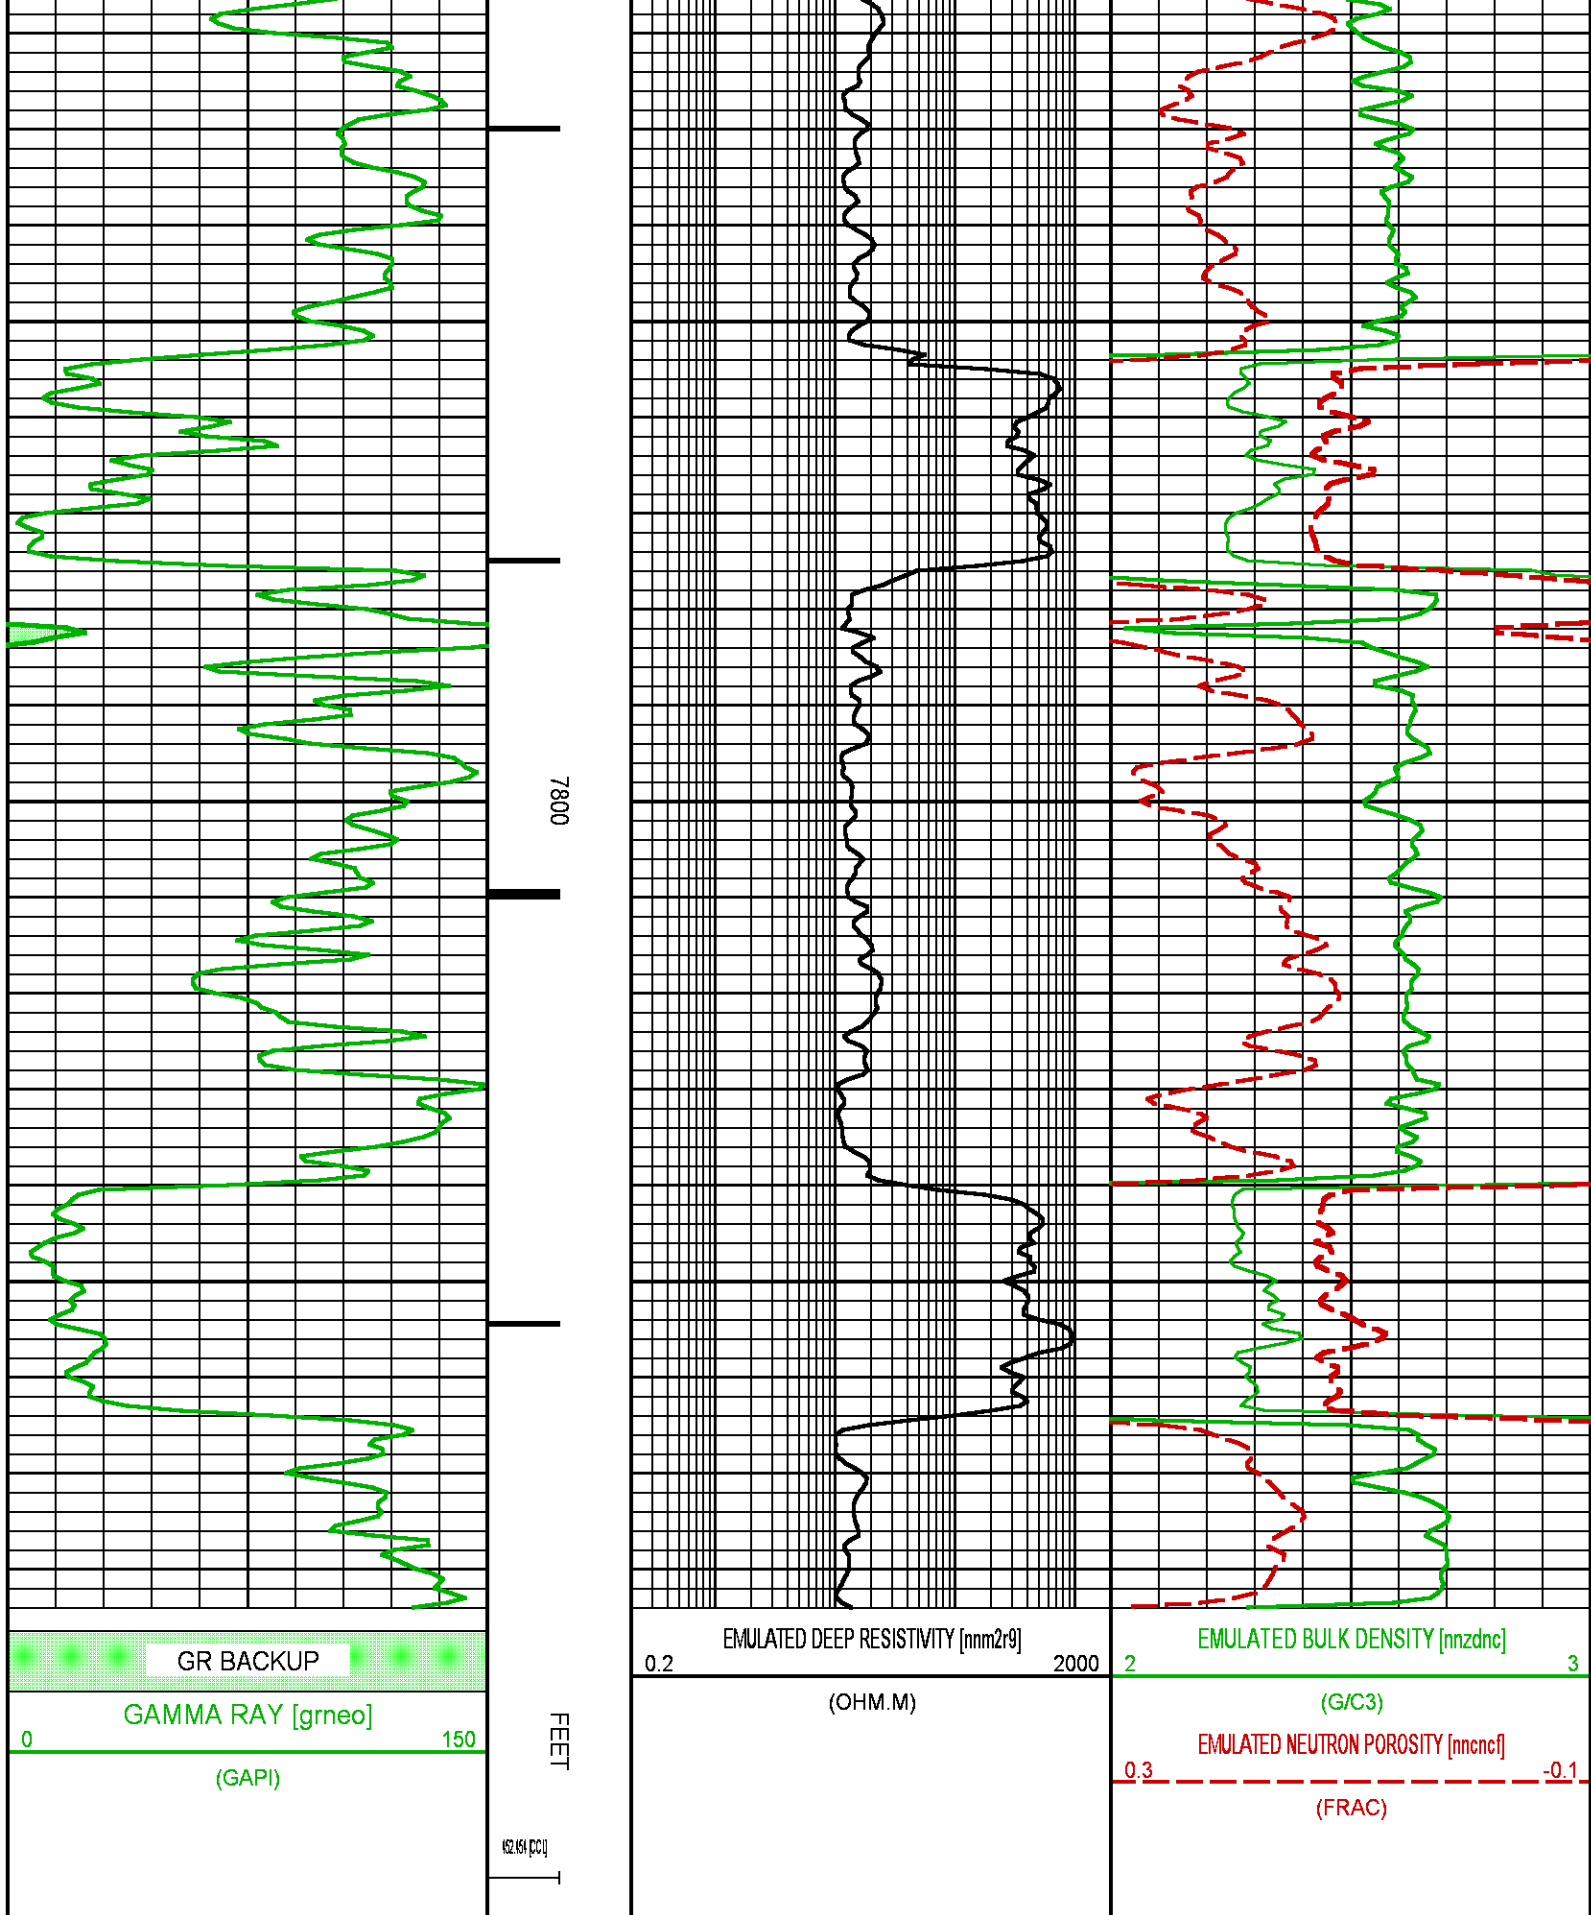 7800
GR BACKUP
GAMMA RAY [grneo]
0 150
(GAPI)
FEET
EMULATED DEEP RESISTIVITY [nnm2r9]
0.2 2000
(OHM.M)
EMULATED BULK DENSITY [nnzdnc]
2 3
(G/C3)
EMULATED NEUTRON POROSITY [nncncf]
0.3 -0.1
(FRAC)